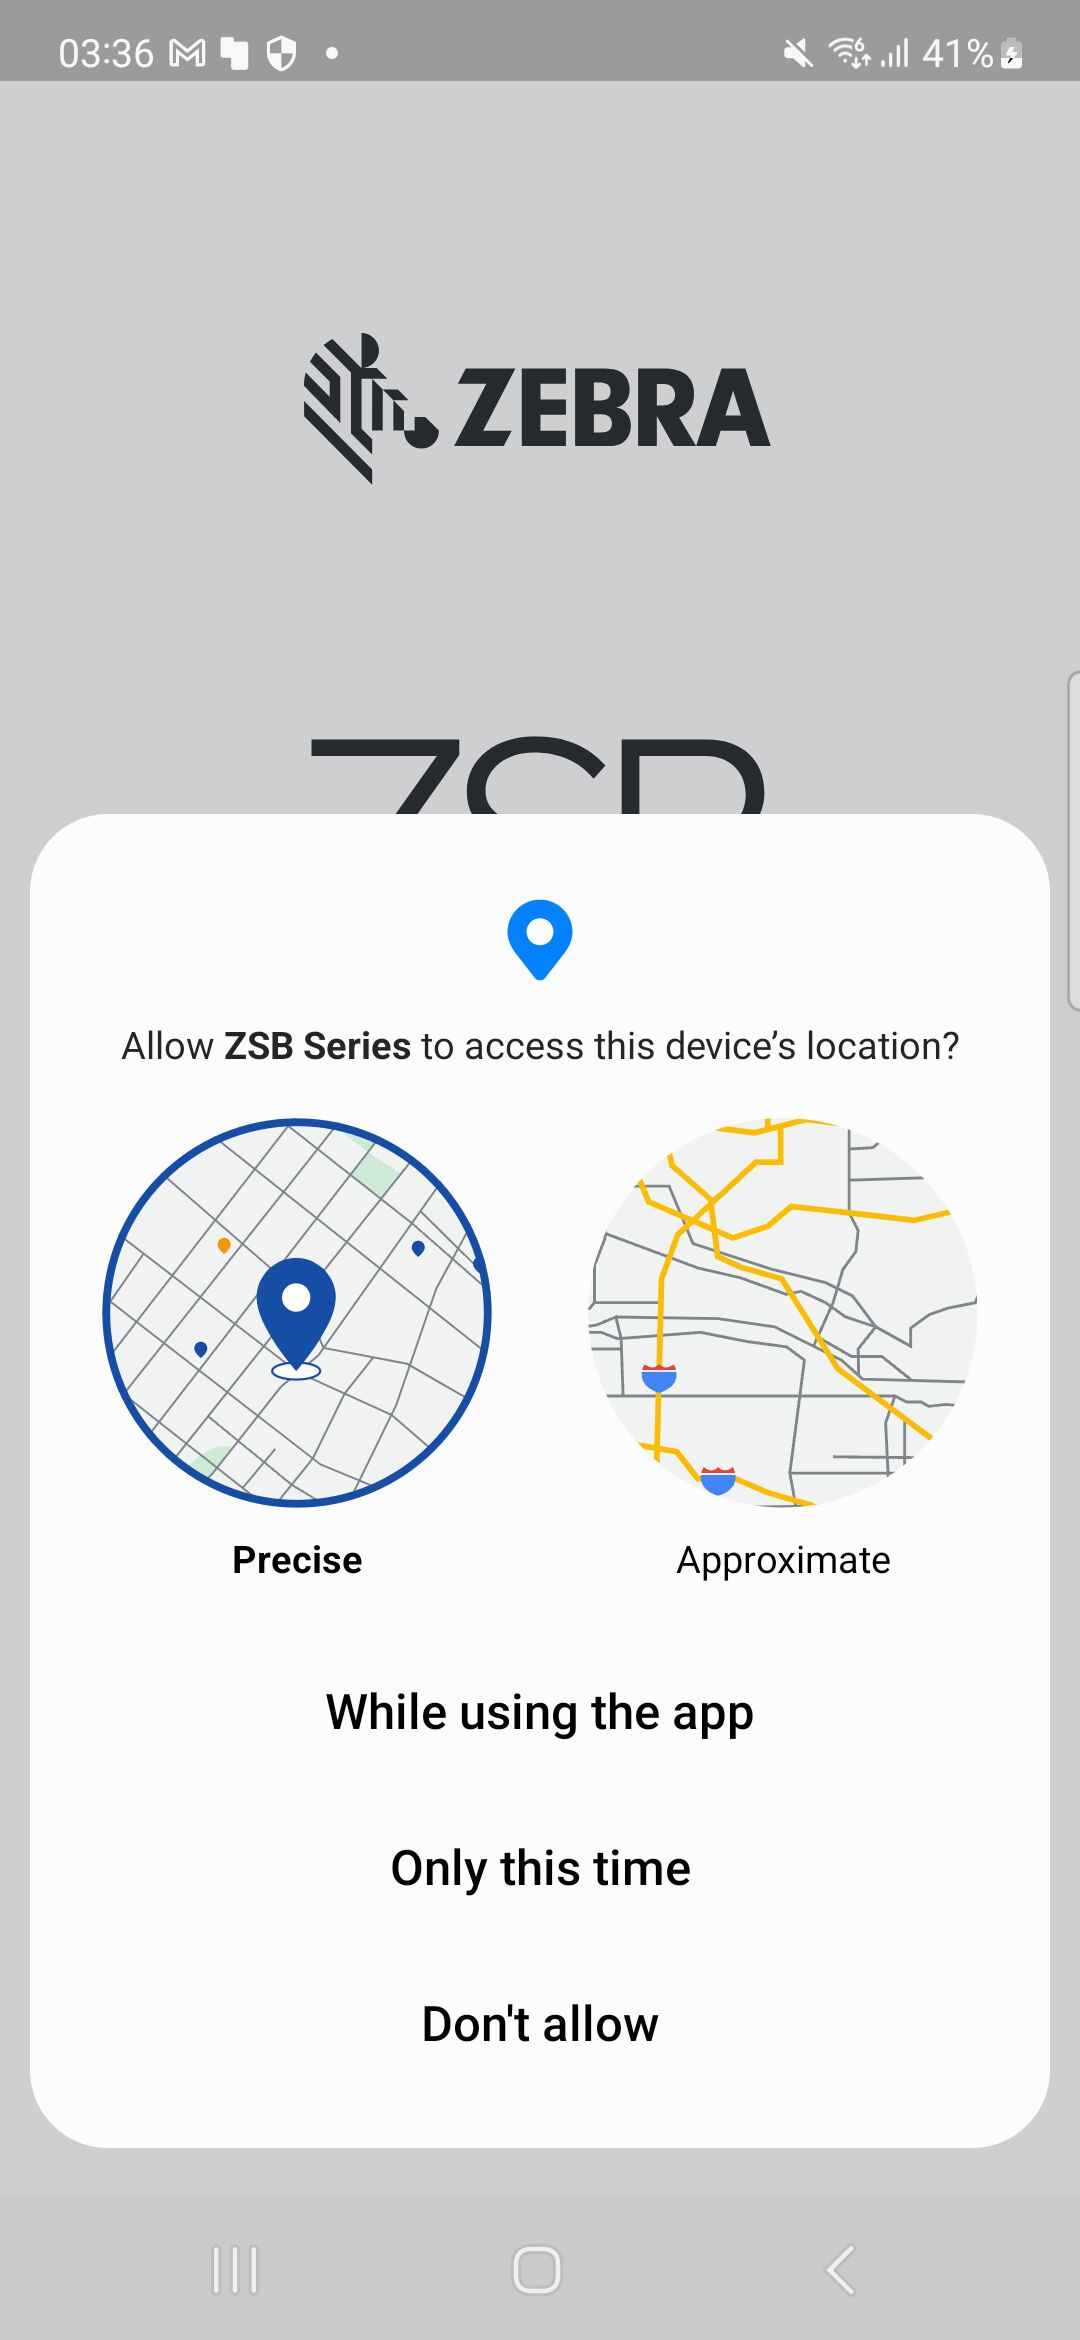 03:36 41%
ZEBRA
ZSB
Allow ZSB Series to access this device’s location?
Precise Approximate
While using the app
Only this time
Don't allow